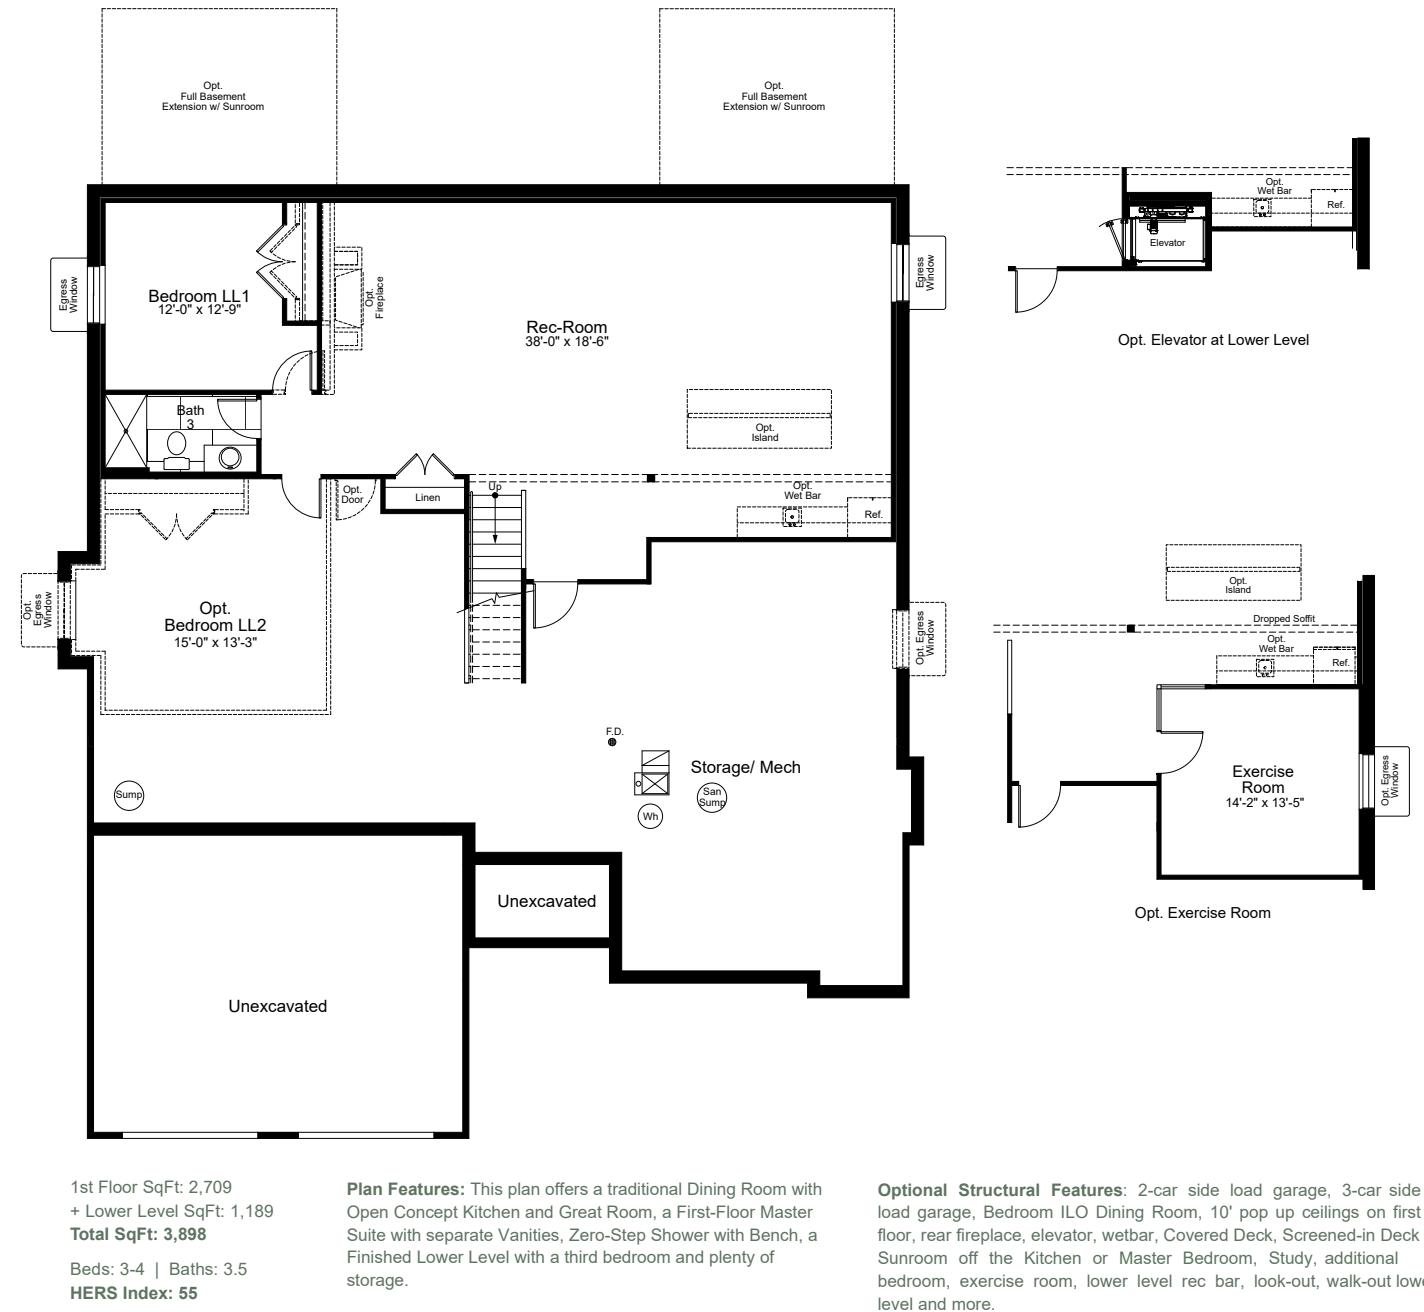 Opt.
Full Basement
Extension w/ Sunroom
Opt.
Full Basement
Extension w/ Sunroom
Egress
Window
Bedroom LL1
12'-0" x 12'-9"
Opt.
Fireplace
Rec-Room
38'-0" x 18'-6"
Egress
Window
Bath
3
Opt.
Island
Opt.
Door
Linen
Up
Opt.
Wet Bar
Ref.
Opt.
Egress
Window
Opt.
Bedroom LL2
15'-0" x 13'-3"
Opt. Egress
Window
F.D.
Storage/ Mech
Sump
San
Sump
Wh
Unexcavated
Unexcavated
Opt.
Wet Bar
Ref.
Elevator
Opt. Elevator at Lower Level
Opt.
Island
Dropped Soffit
Opt.
Wet Bar
Ref.
Exercise
Room
14'-2" x 13'-5"
Opt. Egress
Window
Opt. Exercise Room
1st Floor SqFt: 2,709
+ Lower Level SqFt: 1,189
Total SqFt: 3,898
Beds: 3-4 | Baths: 3.5
HERS Index: 55
Plan Features: This plan offers a traditional Dining Room with
Open Concept Kitchen and Great Room, a First-Floor Master
Suite with separate Vanities, Zero-Step Shower with Bench, a
Finished Lower Level with a third bedroom and plenty of
storage.
Optional Structural Features: 2-car side load garage, 3-car side
load garage, Bedroom ILO Dining Room, 10' pop up ceilings on first
floor, rear fireplace, elevator, wetbar, Covered Deck, Screened-in Deck
Sunroom off the Kitchen or Master Bedroom, Study, additional
bedroom, exercise room, lower level rec bar, look-out, walk-out lowe
level and more.